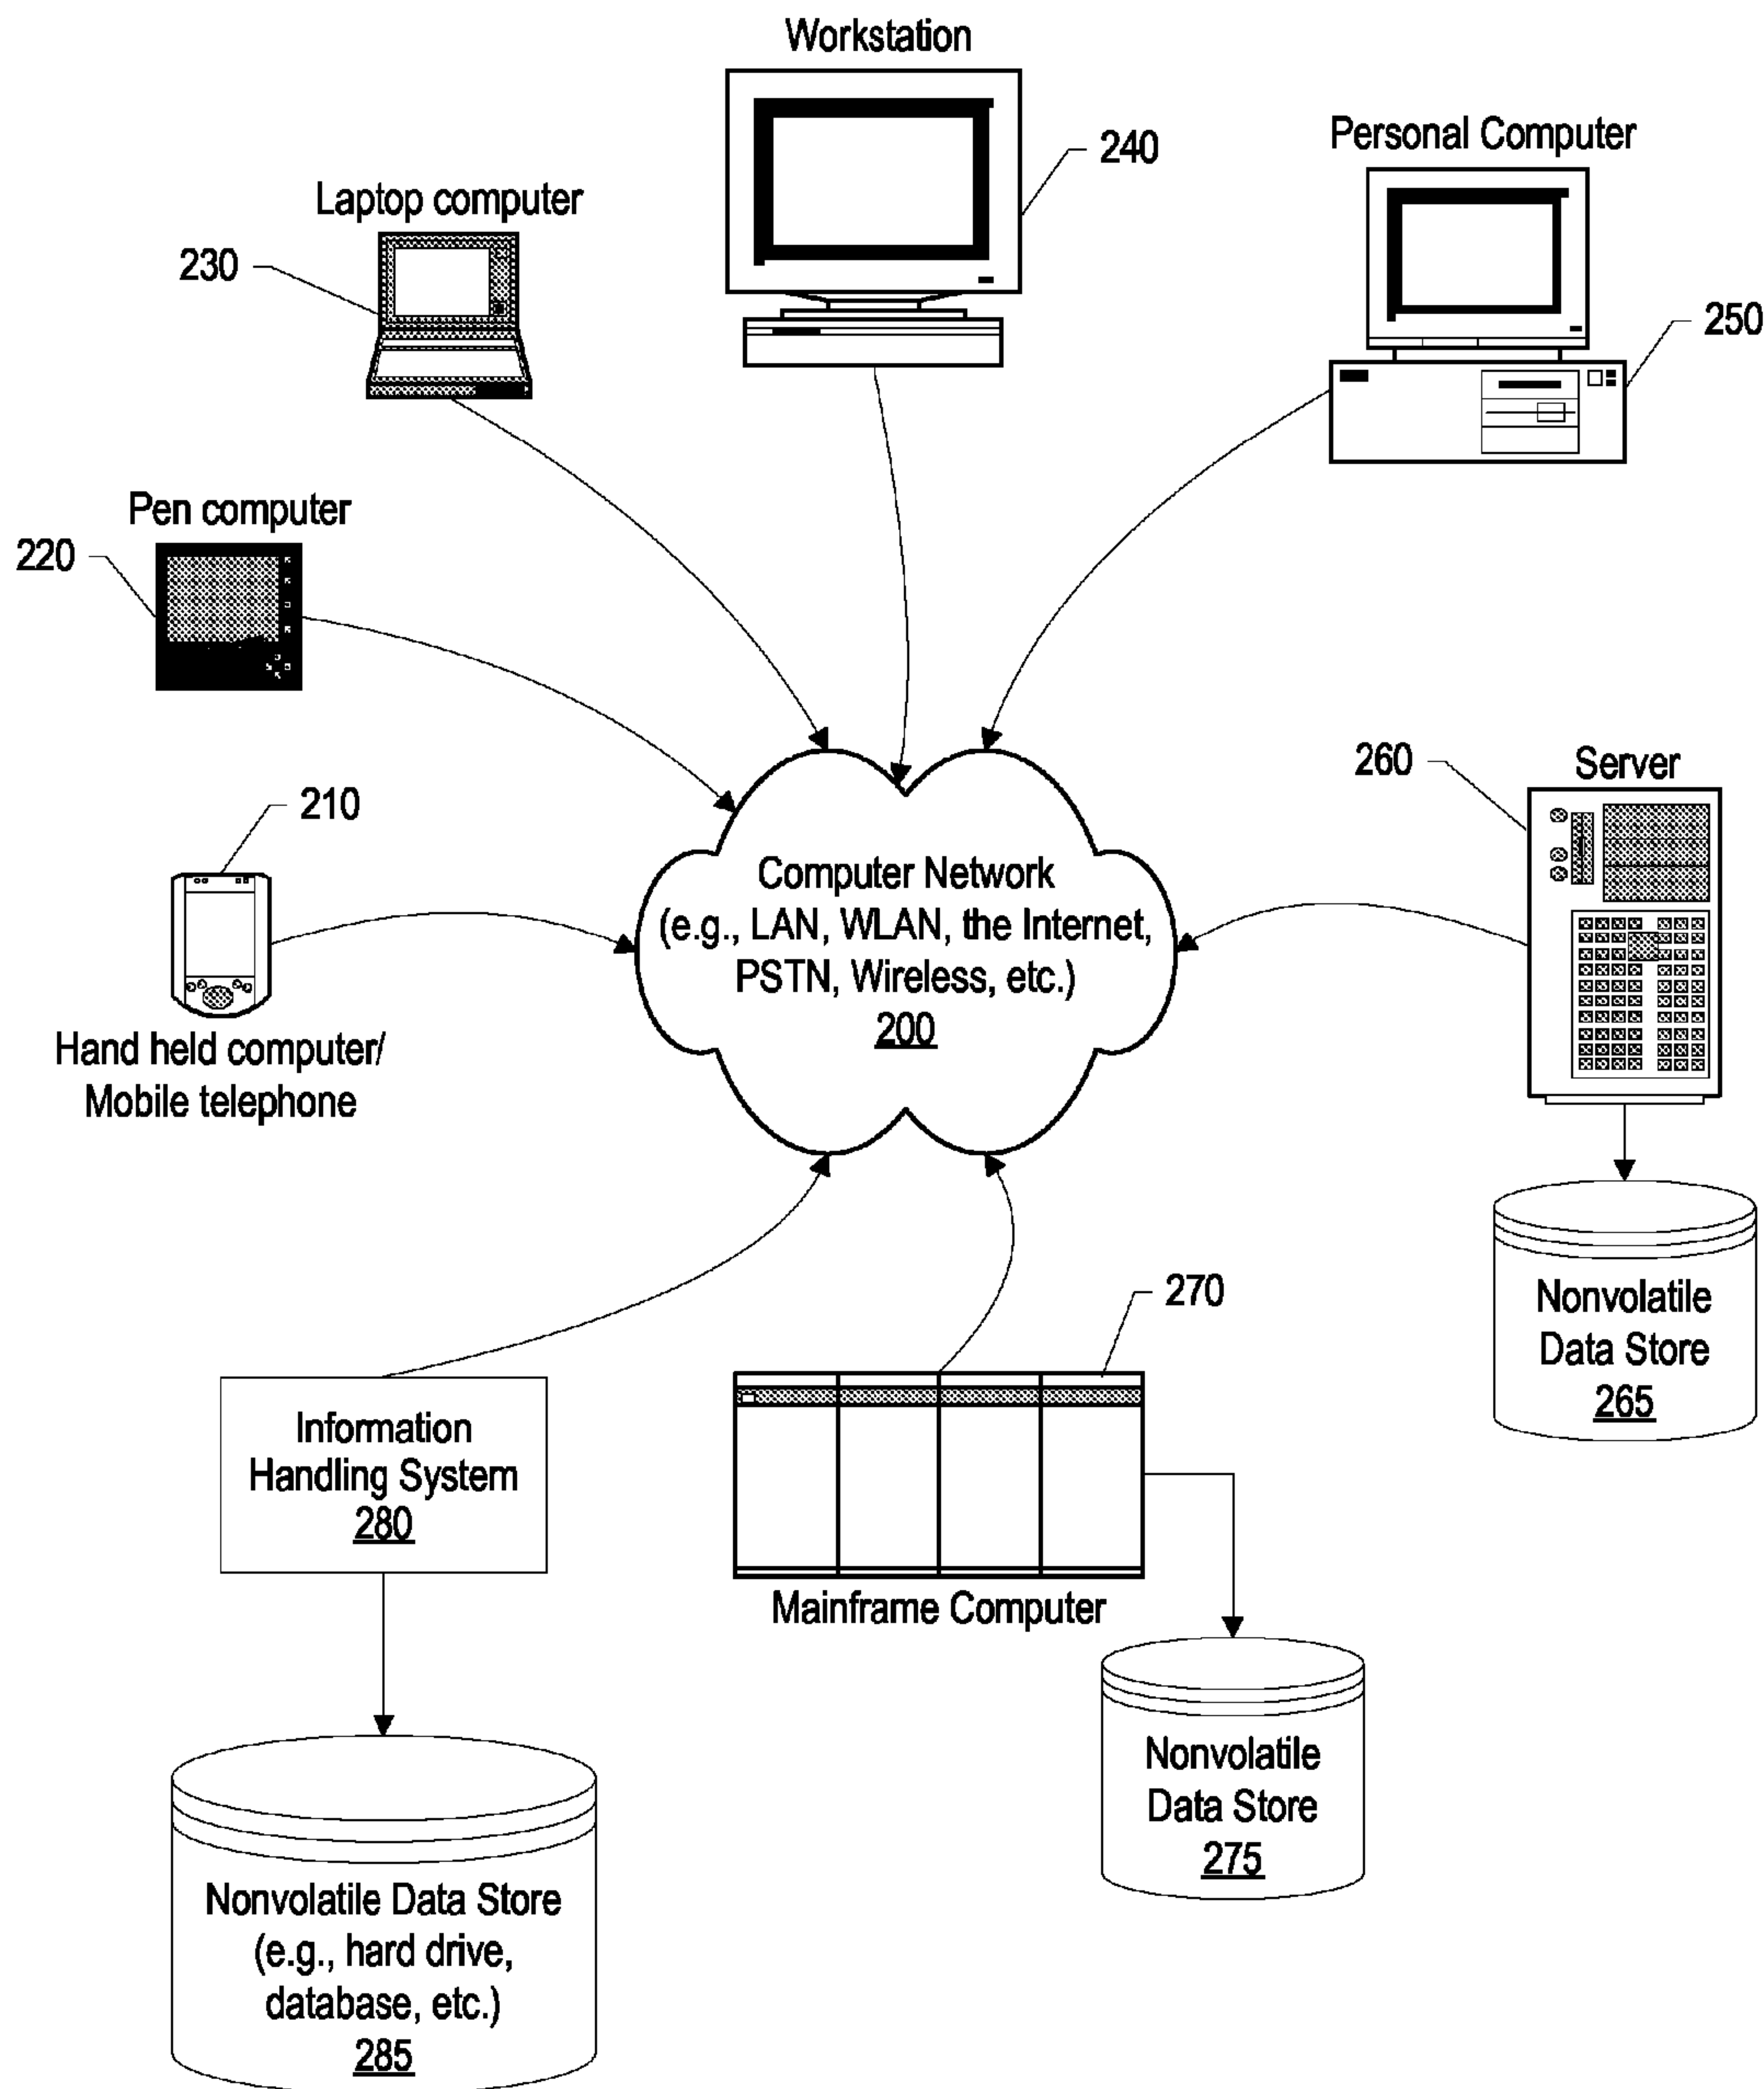 Workstation
240
Personal Computer
250
Laptop computer
230
Pen computer
220
210
Hand held computer/
Mobile telephone
Computer Network
(e.g., LAN, WLAN, the Internet,
PSTN, Wireless, etc.)
200
260
Server
Nonvolatile
Data Store
265
270
Mainframe Computer
Nonvolatile
Data Store
275
Information
Handling System
280
Nonvolatile Data Store
(e.g., hard drive,
database, etc.)
285